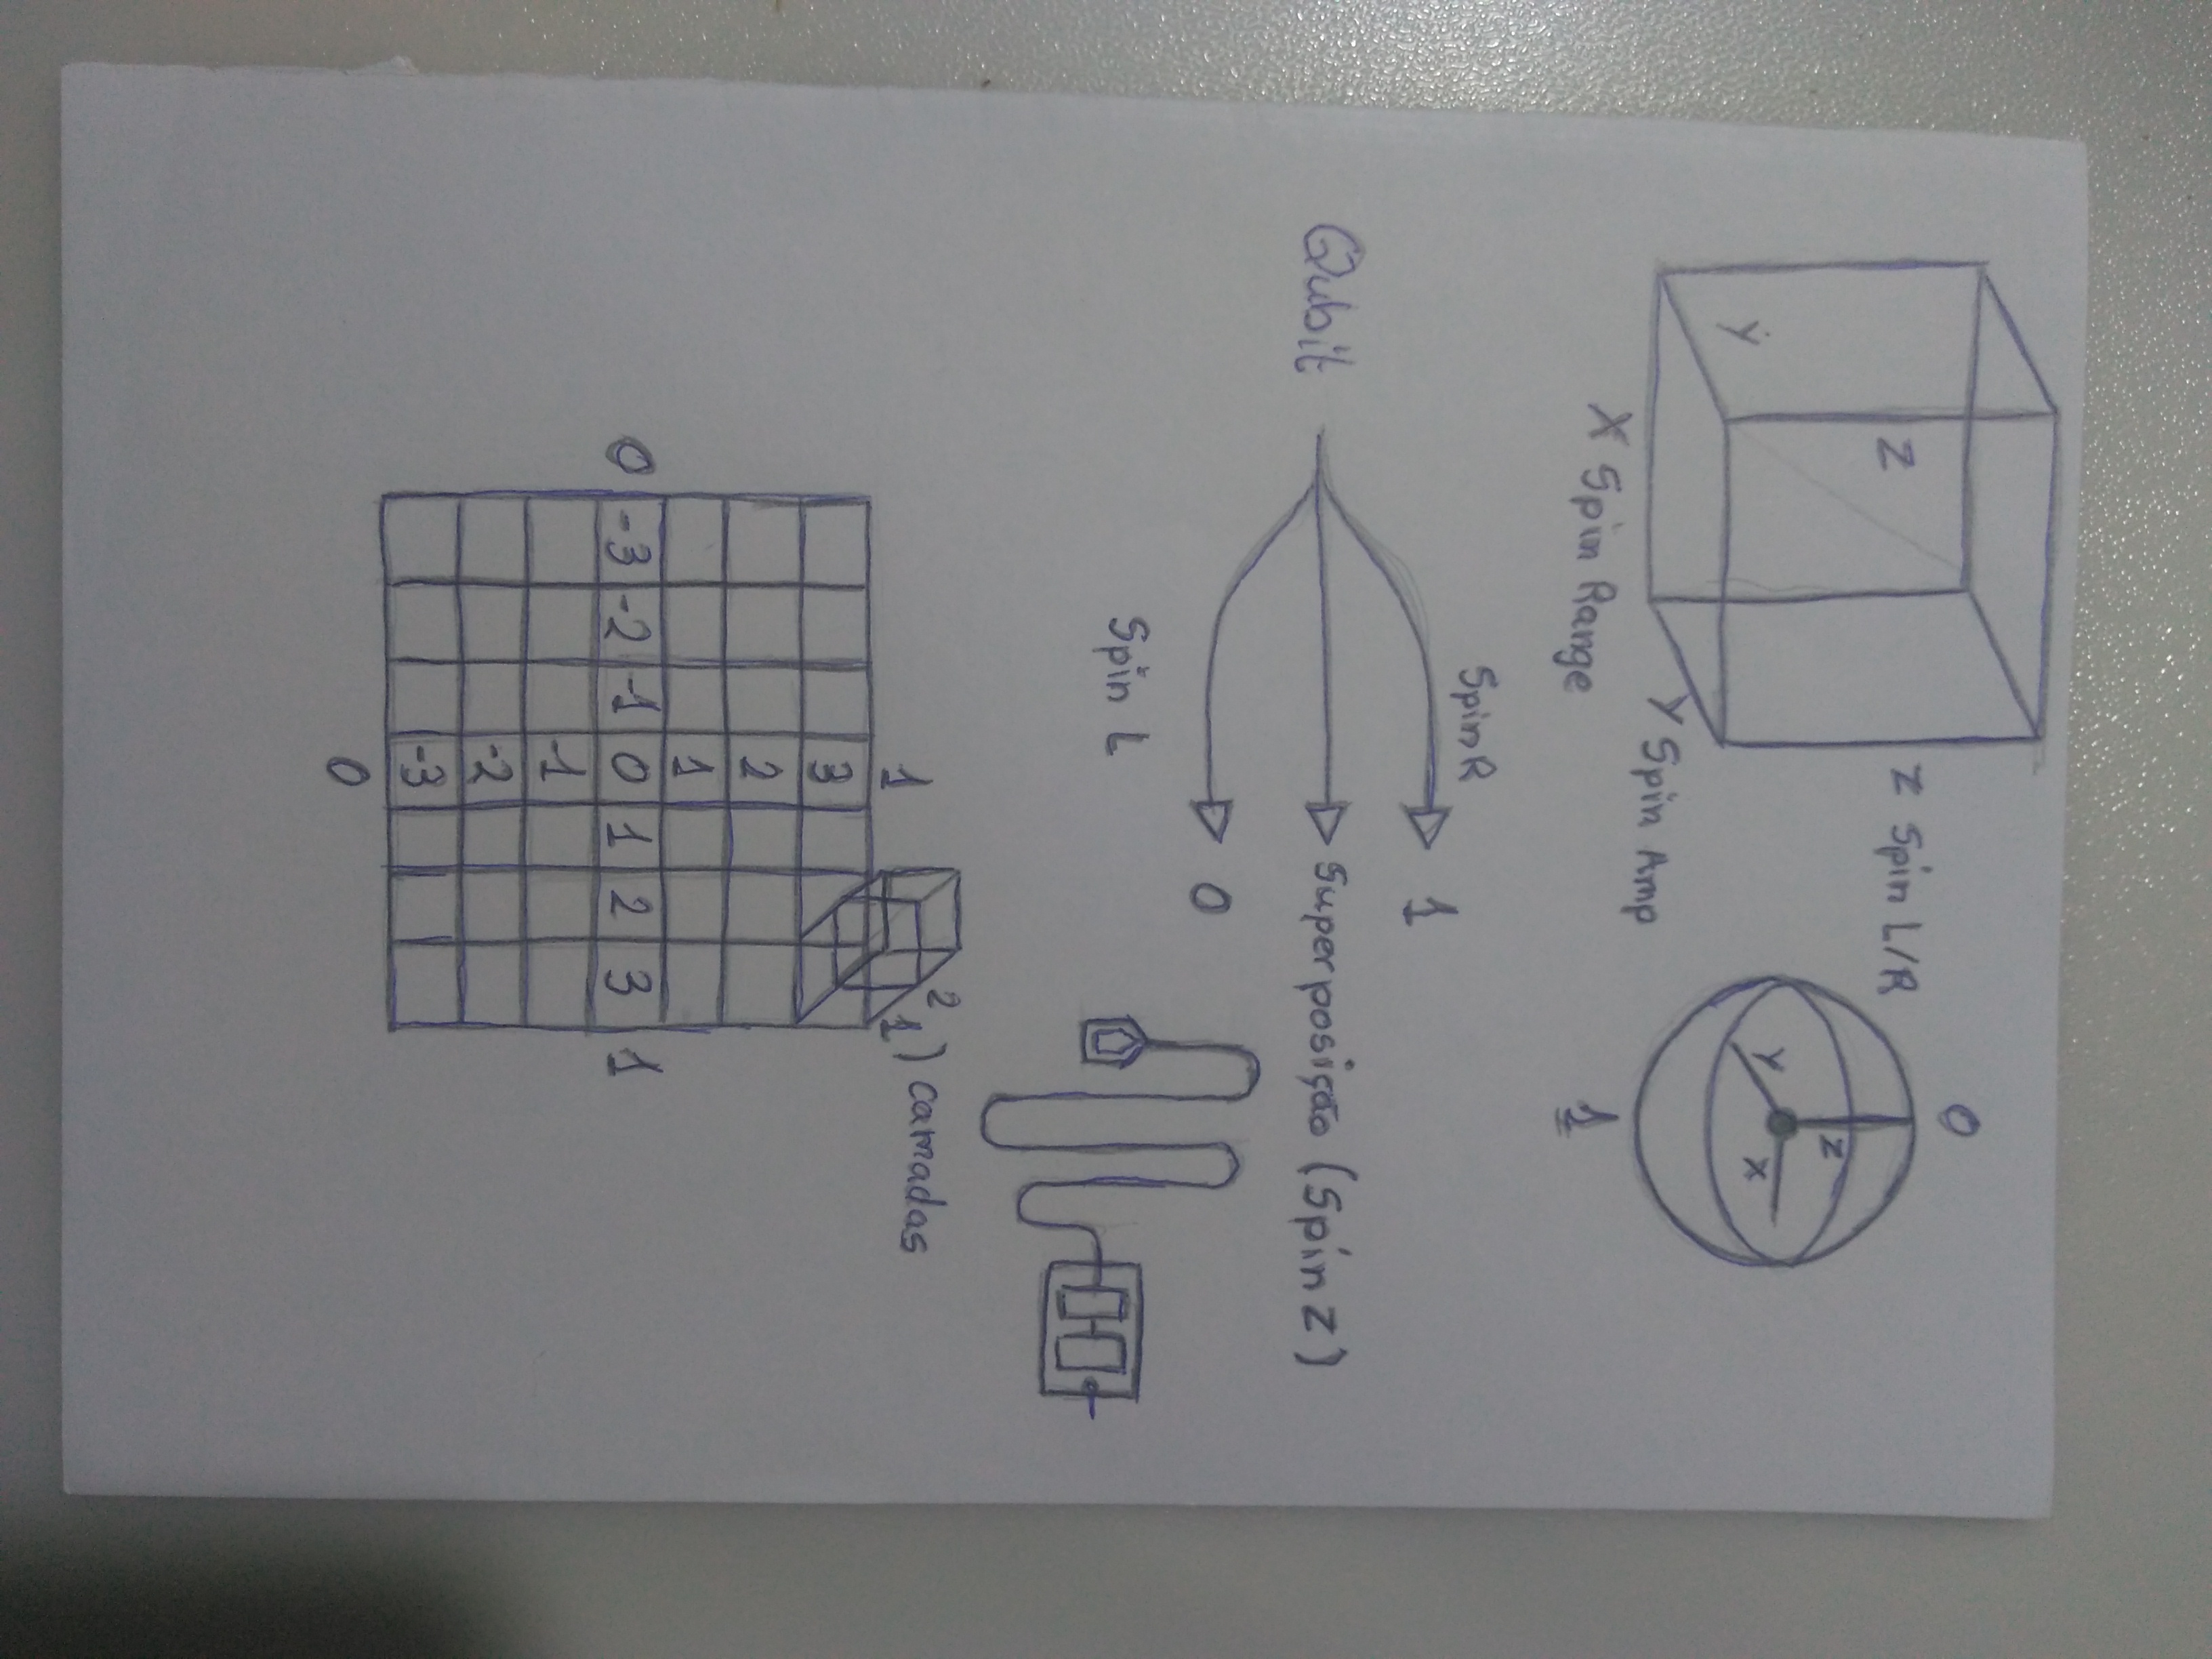 Z Spin L/R
0
Z
Y
Z
Y
X
Y Spin Amp
X Spin Range
1
Spin R
1
Qubit
Superposição (Spin Z)
0
Spin L
2
1
1 ) camadas
3
2
1
0 -3 -2 -1 0 1 2 3 1
-1
-2
-3
0